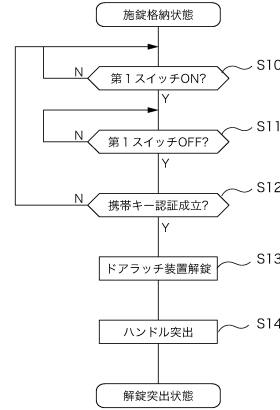 施錠格納状態
第１スイッチON?
N
S10
Y
第１スイッチOFF?
N
S11
Y
携帯キー認証成立?
N
S12
Y
ドアラッチ装置解錠
S13
ハンドル突出
S14
解錠突出状態